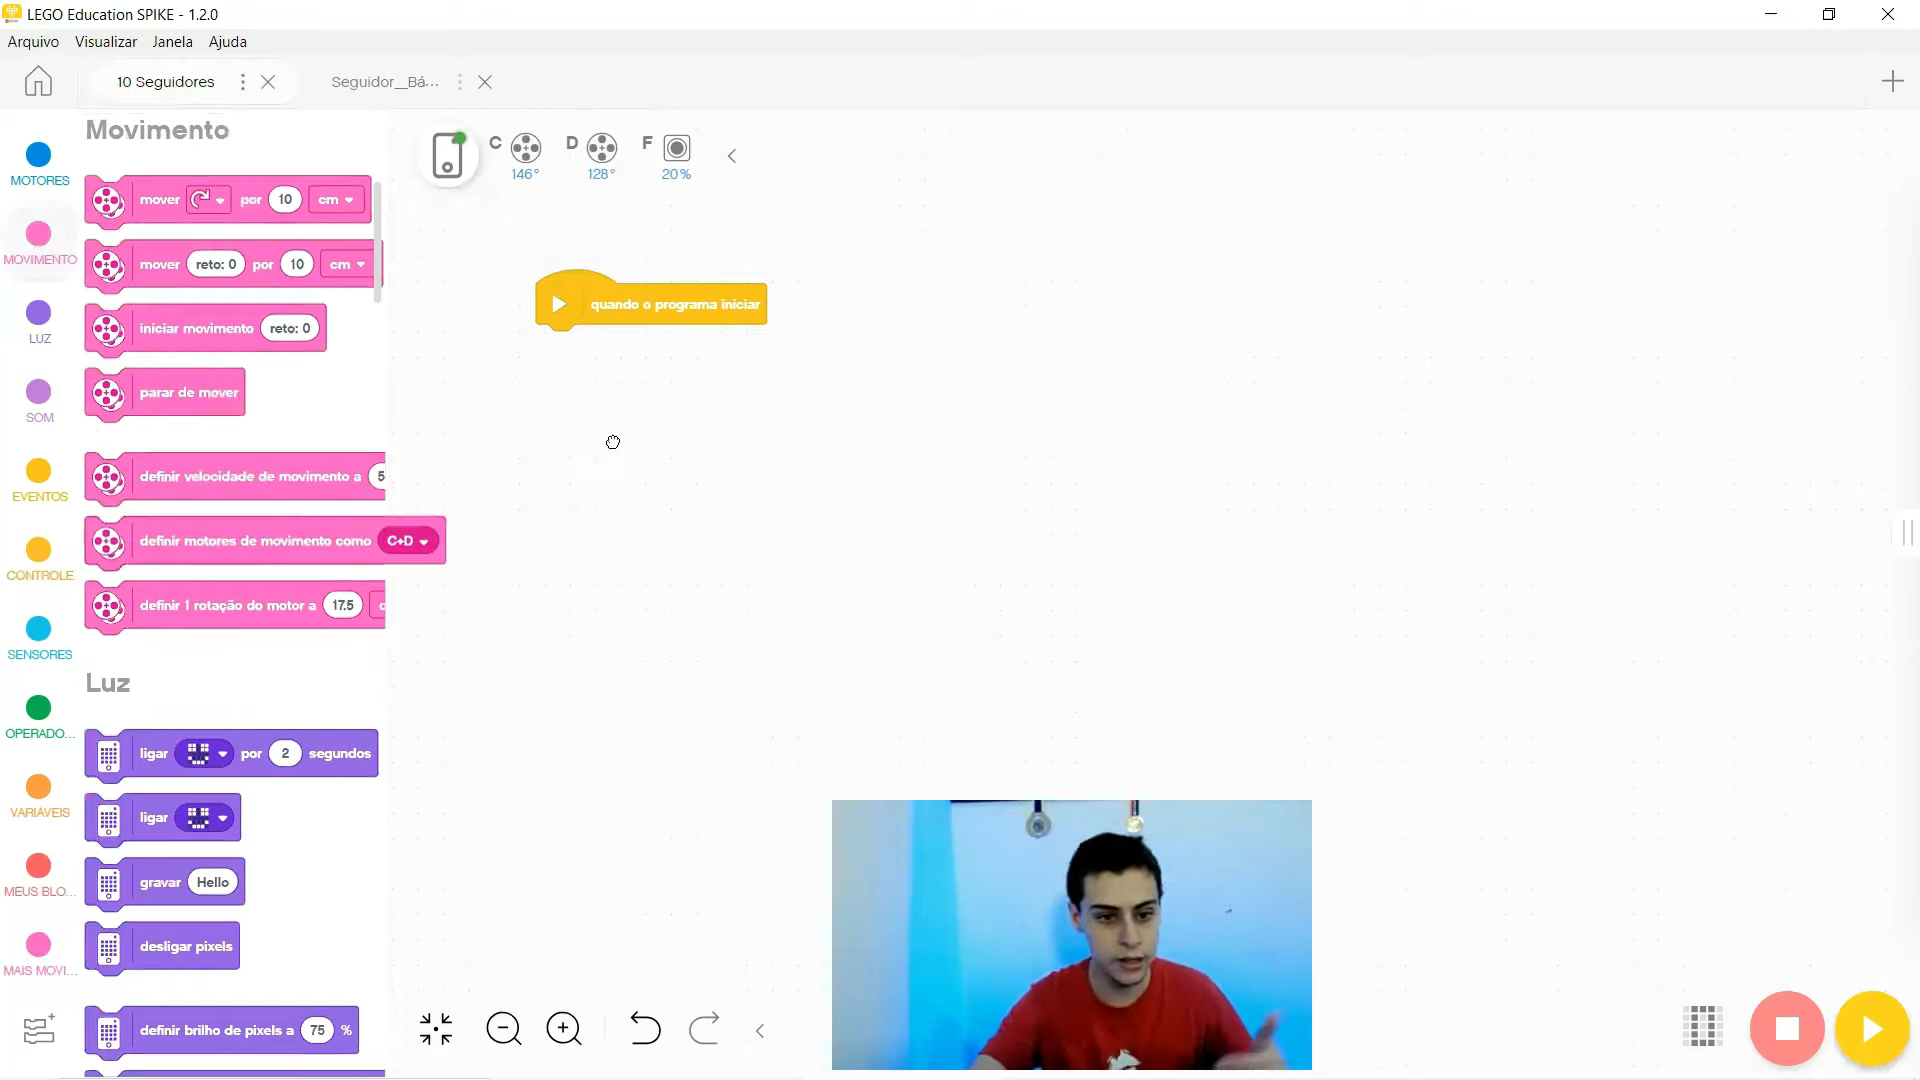 LEGO Education SPIKE - 1.2.0
Arquivo Visualizar Janela Ajuda
10 Seguidores
Seguidor_Bá...
MOTORES
MOVIMENTO
LUZ
SOM
EVENTOS
CONTROLE
SENSORES
OPERADO...
VARIÁVEIS
MEUS BLO...
MAIS MOVI...
Movimento
mover por 10 cm
mover reto: 0 por 10 cm
iniciar movimento reto: 0
parar de mover
definir velocidade de movimento a 5
definir motores de movimento como C+D
definir 1 rotação do motor a 17.5 c
Luz
ligar por 2 segundos
ligar
gravar Hello
desligar pixels
definir brilho de pixels a 75 %
C 146°
D 128°
F 20%
quando o programa iniciar